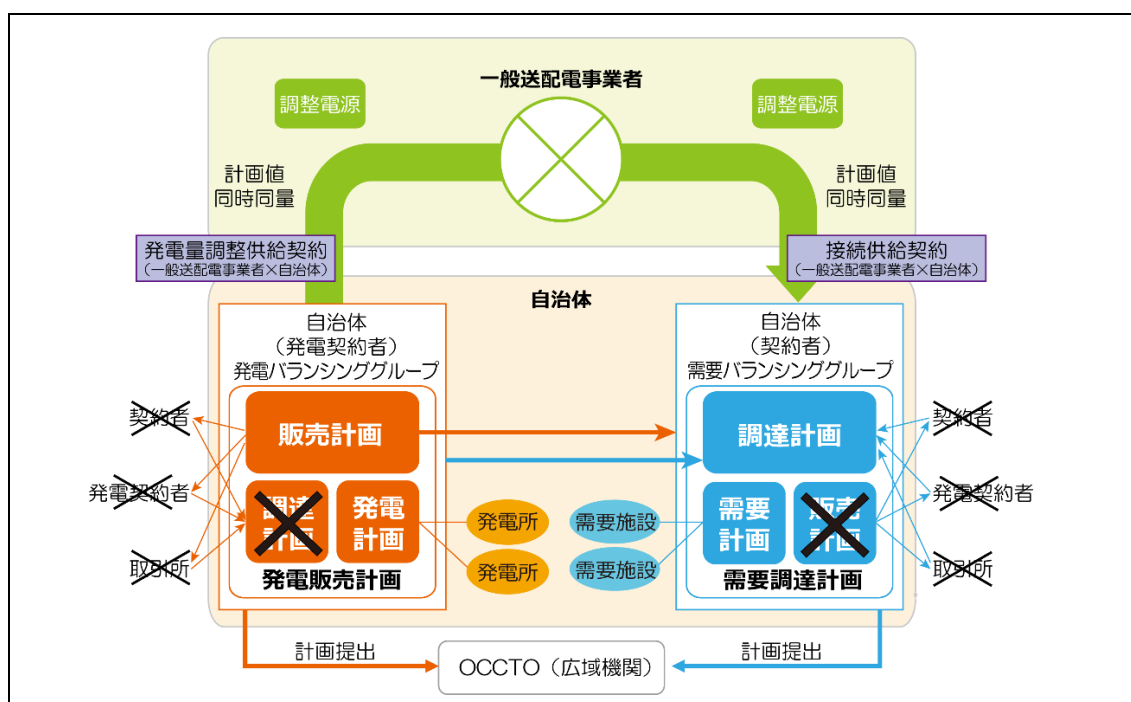 一般送配電事業者
調整電源
調整電源
計画値
同時同量
計画値
同時同量
発電量調整供給契約
（一般送配電事業者×自治体）
接続供給契約
（一般送配電事業者×自治体）
自治体
自治体
（発電契約者）
発電バランシンググループ
自治体
（契約者）
需要バランシンググループ
契約者
発電契約者
取引所
販売計画
調達
計画
発電
計画
発電販売計画
発電所
発電所
需要施設
需要施設
調達計画
需要
計画
販売
計画
需要調達計画
契約者
発電契約者
取引所
計画提出
OCCTO（広域機関）
計画提出